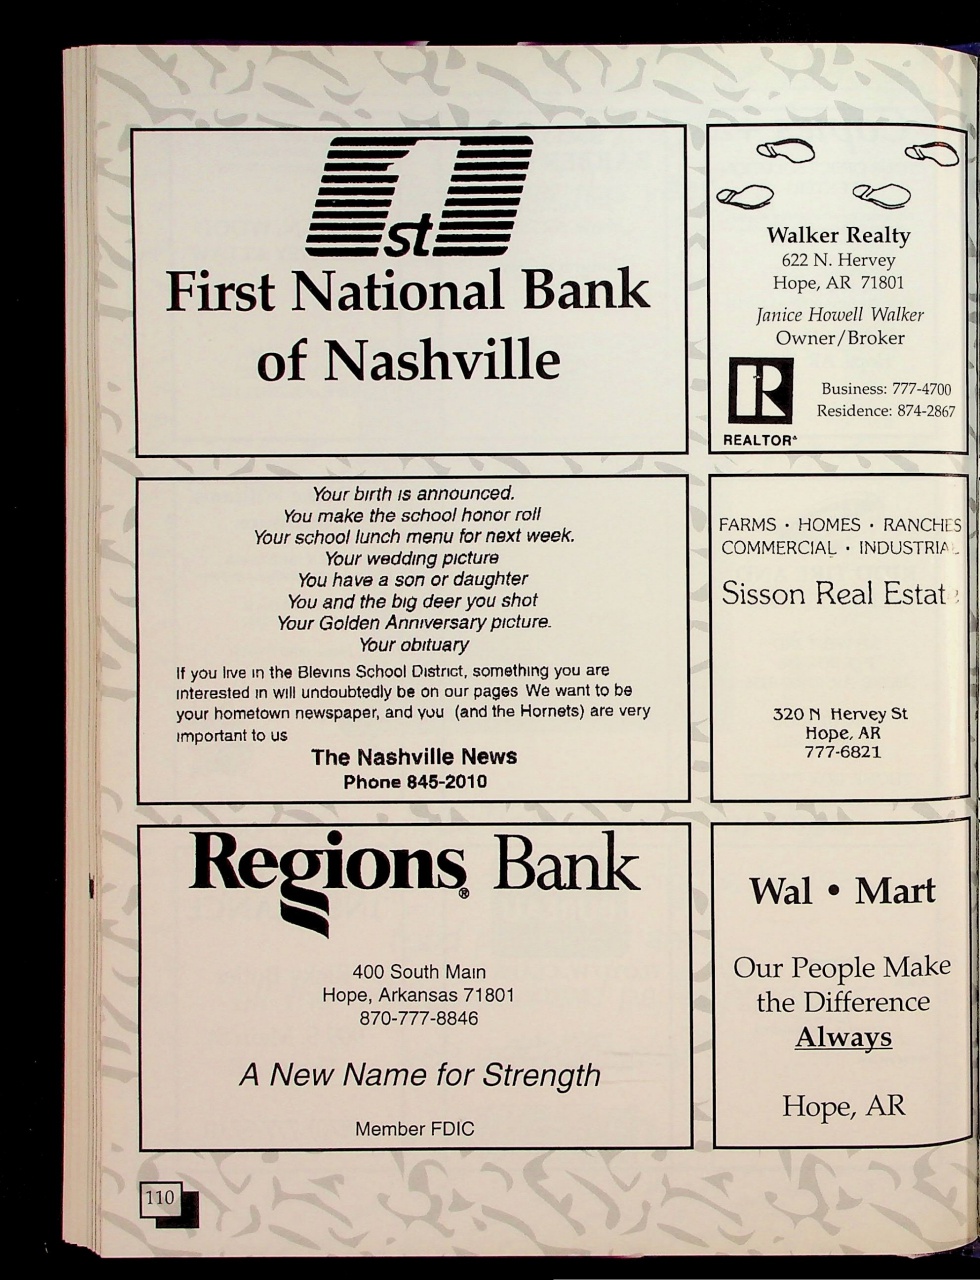 1st
First National Bank
of Nashville
Walker Realty
622 N. Hervey
Hope, AR 71801
Janice Howell Walker
Owner/Broker
R
Business: 777-4700
Residence: 874-2867
REALTOR®
Your birth is announced.
You make the school honor roll
Your school lunch menu for next week.
Your wedding picture
You have a son or daughter
You and the big deer you shot
Your Golden Anniversary picture.
Your obituary
If you live in the Blevins School District, something you are
interested in will undoubtedly be on our pages We want to be
your hometown newspaper, and you (and the Hornets) are very
important to us
The Nashville News
Phone 845-2010
FARMS · HOMES · RANCHES
COMMERCIAL · INDUSTRIAL
Sisson Real Estate
320 N Hervey St
Hope, AR
777-6821
Regions® Bank
400 South Main
Hope, Arkansas 71801
870-777-8846
A New Name for Strength
Member FDIC
Wal • Mart
Our People Make
the Difference
Always
Hope, AR
110